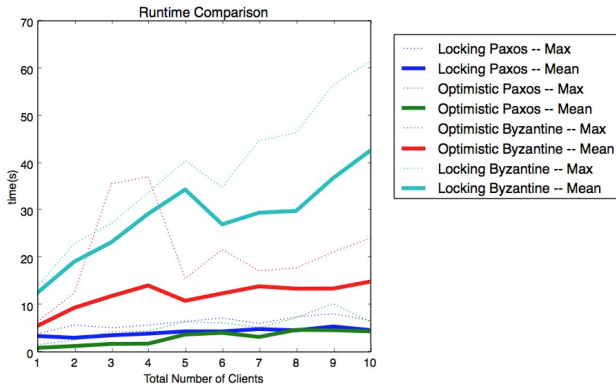 Runtime Comparison
70
60
50
40
30
20
10
0
time(s)
1 2 3 4 5 6 7 8 9 10
Total Number of Clients
Locking Paxos -- Max
Locking Paxos -- Mean
Optimistic Paxos -- Max
Optimistic Paxos -- Mean
Optimistic Byzantine -- Max
Optimistic Byzantine -- Mean
Locking Byzantine -- Max
Locking Byzantine -- Mean